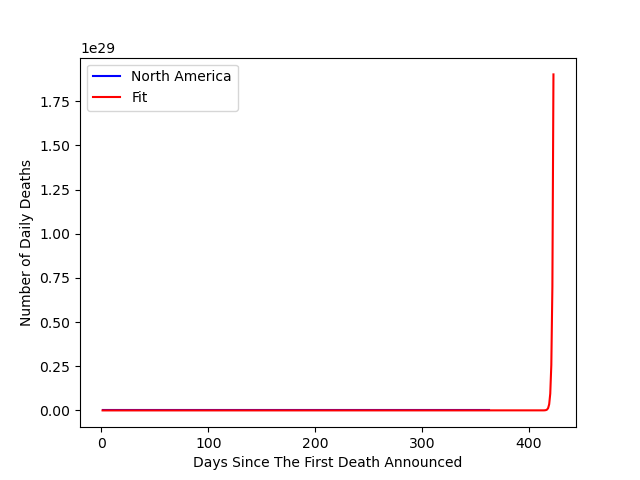 1e29
North America
Fit
1.75
1.50
1.25
1.00
0.75
0.50
0.25
0.00
Number of Daily Deaths
0 100 200 300 400
Days Since The First Death Announced